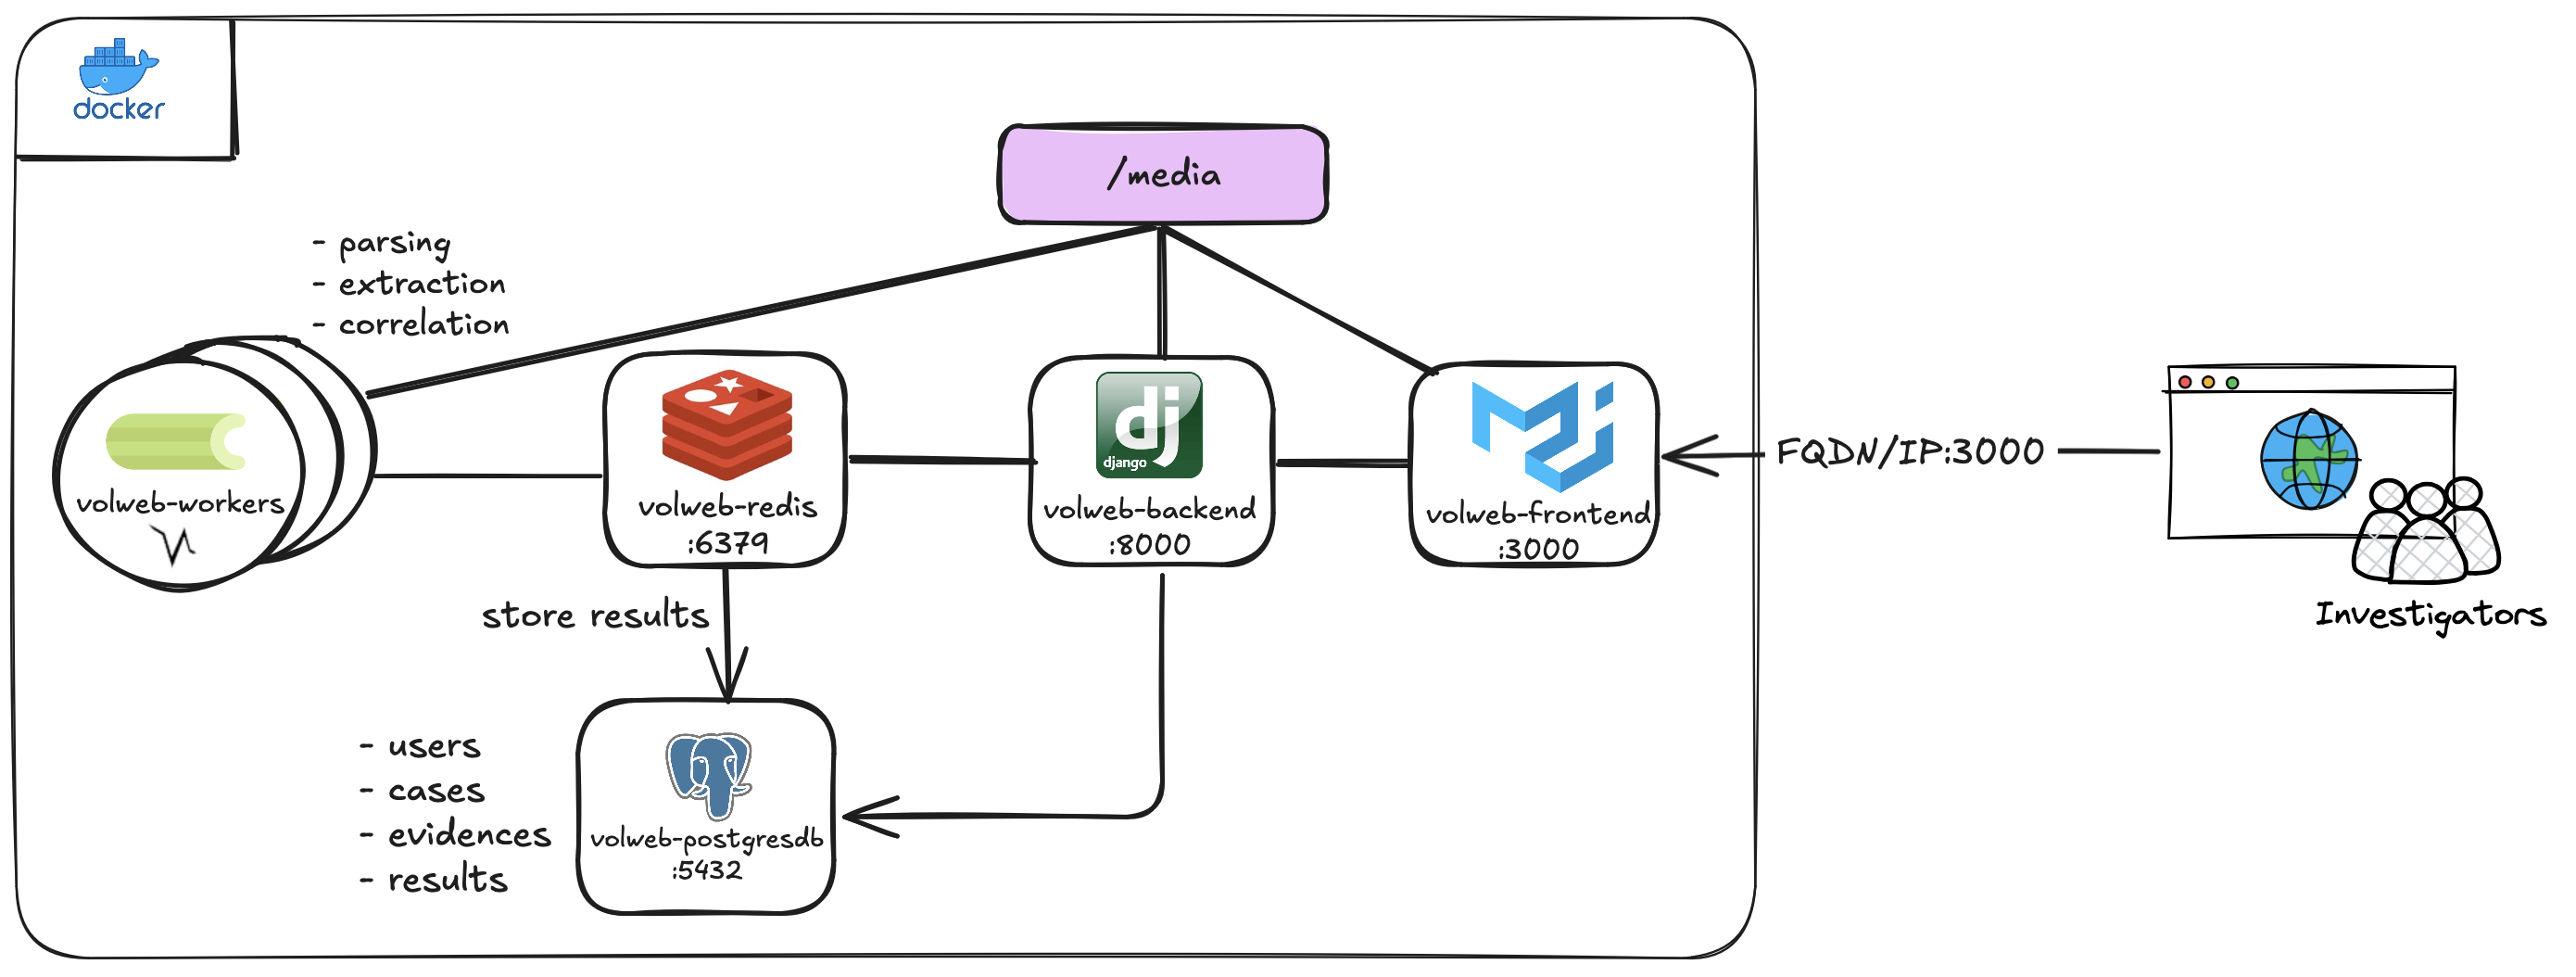 docker
/media
- parsing
- extraction
- correlation
volweb-workers
volweb-redis
:6379
django
volweb-backend
:8000
volweb-frontend
:3000
FQDN/IP:3000
Investigators
store results
- users
- cases
- evidences
- results
volweb-postgresdb
:5432